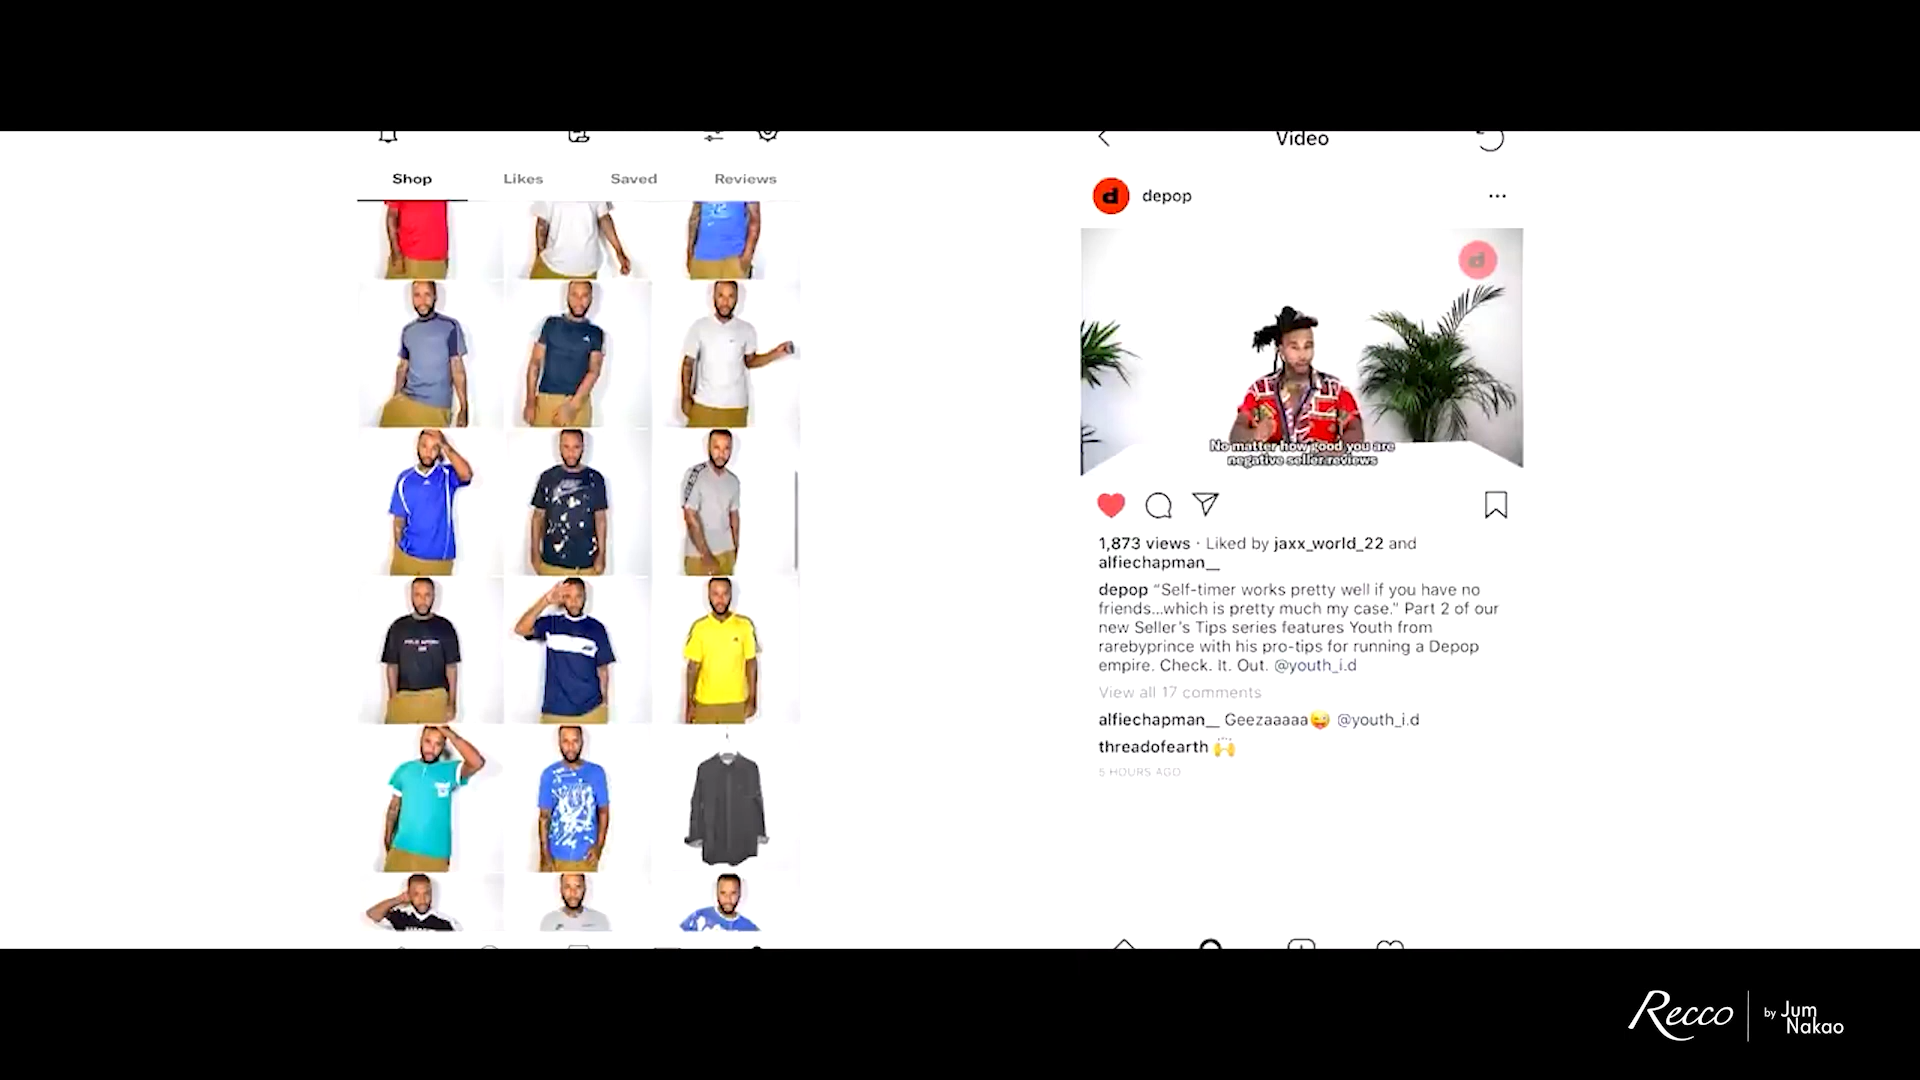 Shop Likes Saved Reviews
Video
depop
No matter how good you are
negative seller reviews
1,873 views · Liked by jaxx_world_22 and
alfiechapman__
depop “Self-timer works pretty well if you have no
friends...which is pretty much my case.” Part 2 of our
new Seller's Tips series features Youth from
rarebyprince with his pro-tips for running a Depop
empire. Check. It. Out. @youth_i.d
View all 17 comments
alfiechapman__ Geezaaaaa😜 @youth_i.d
threadofearth 🙌
5 HOURS AGO
Recco | by Jum
Nakao